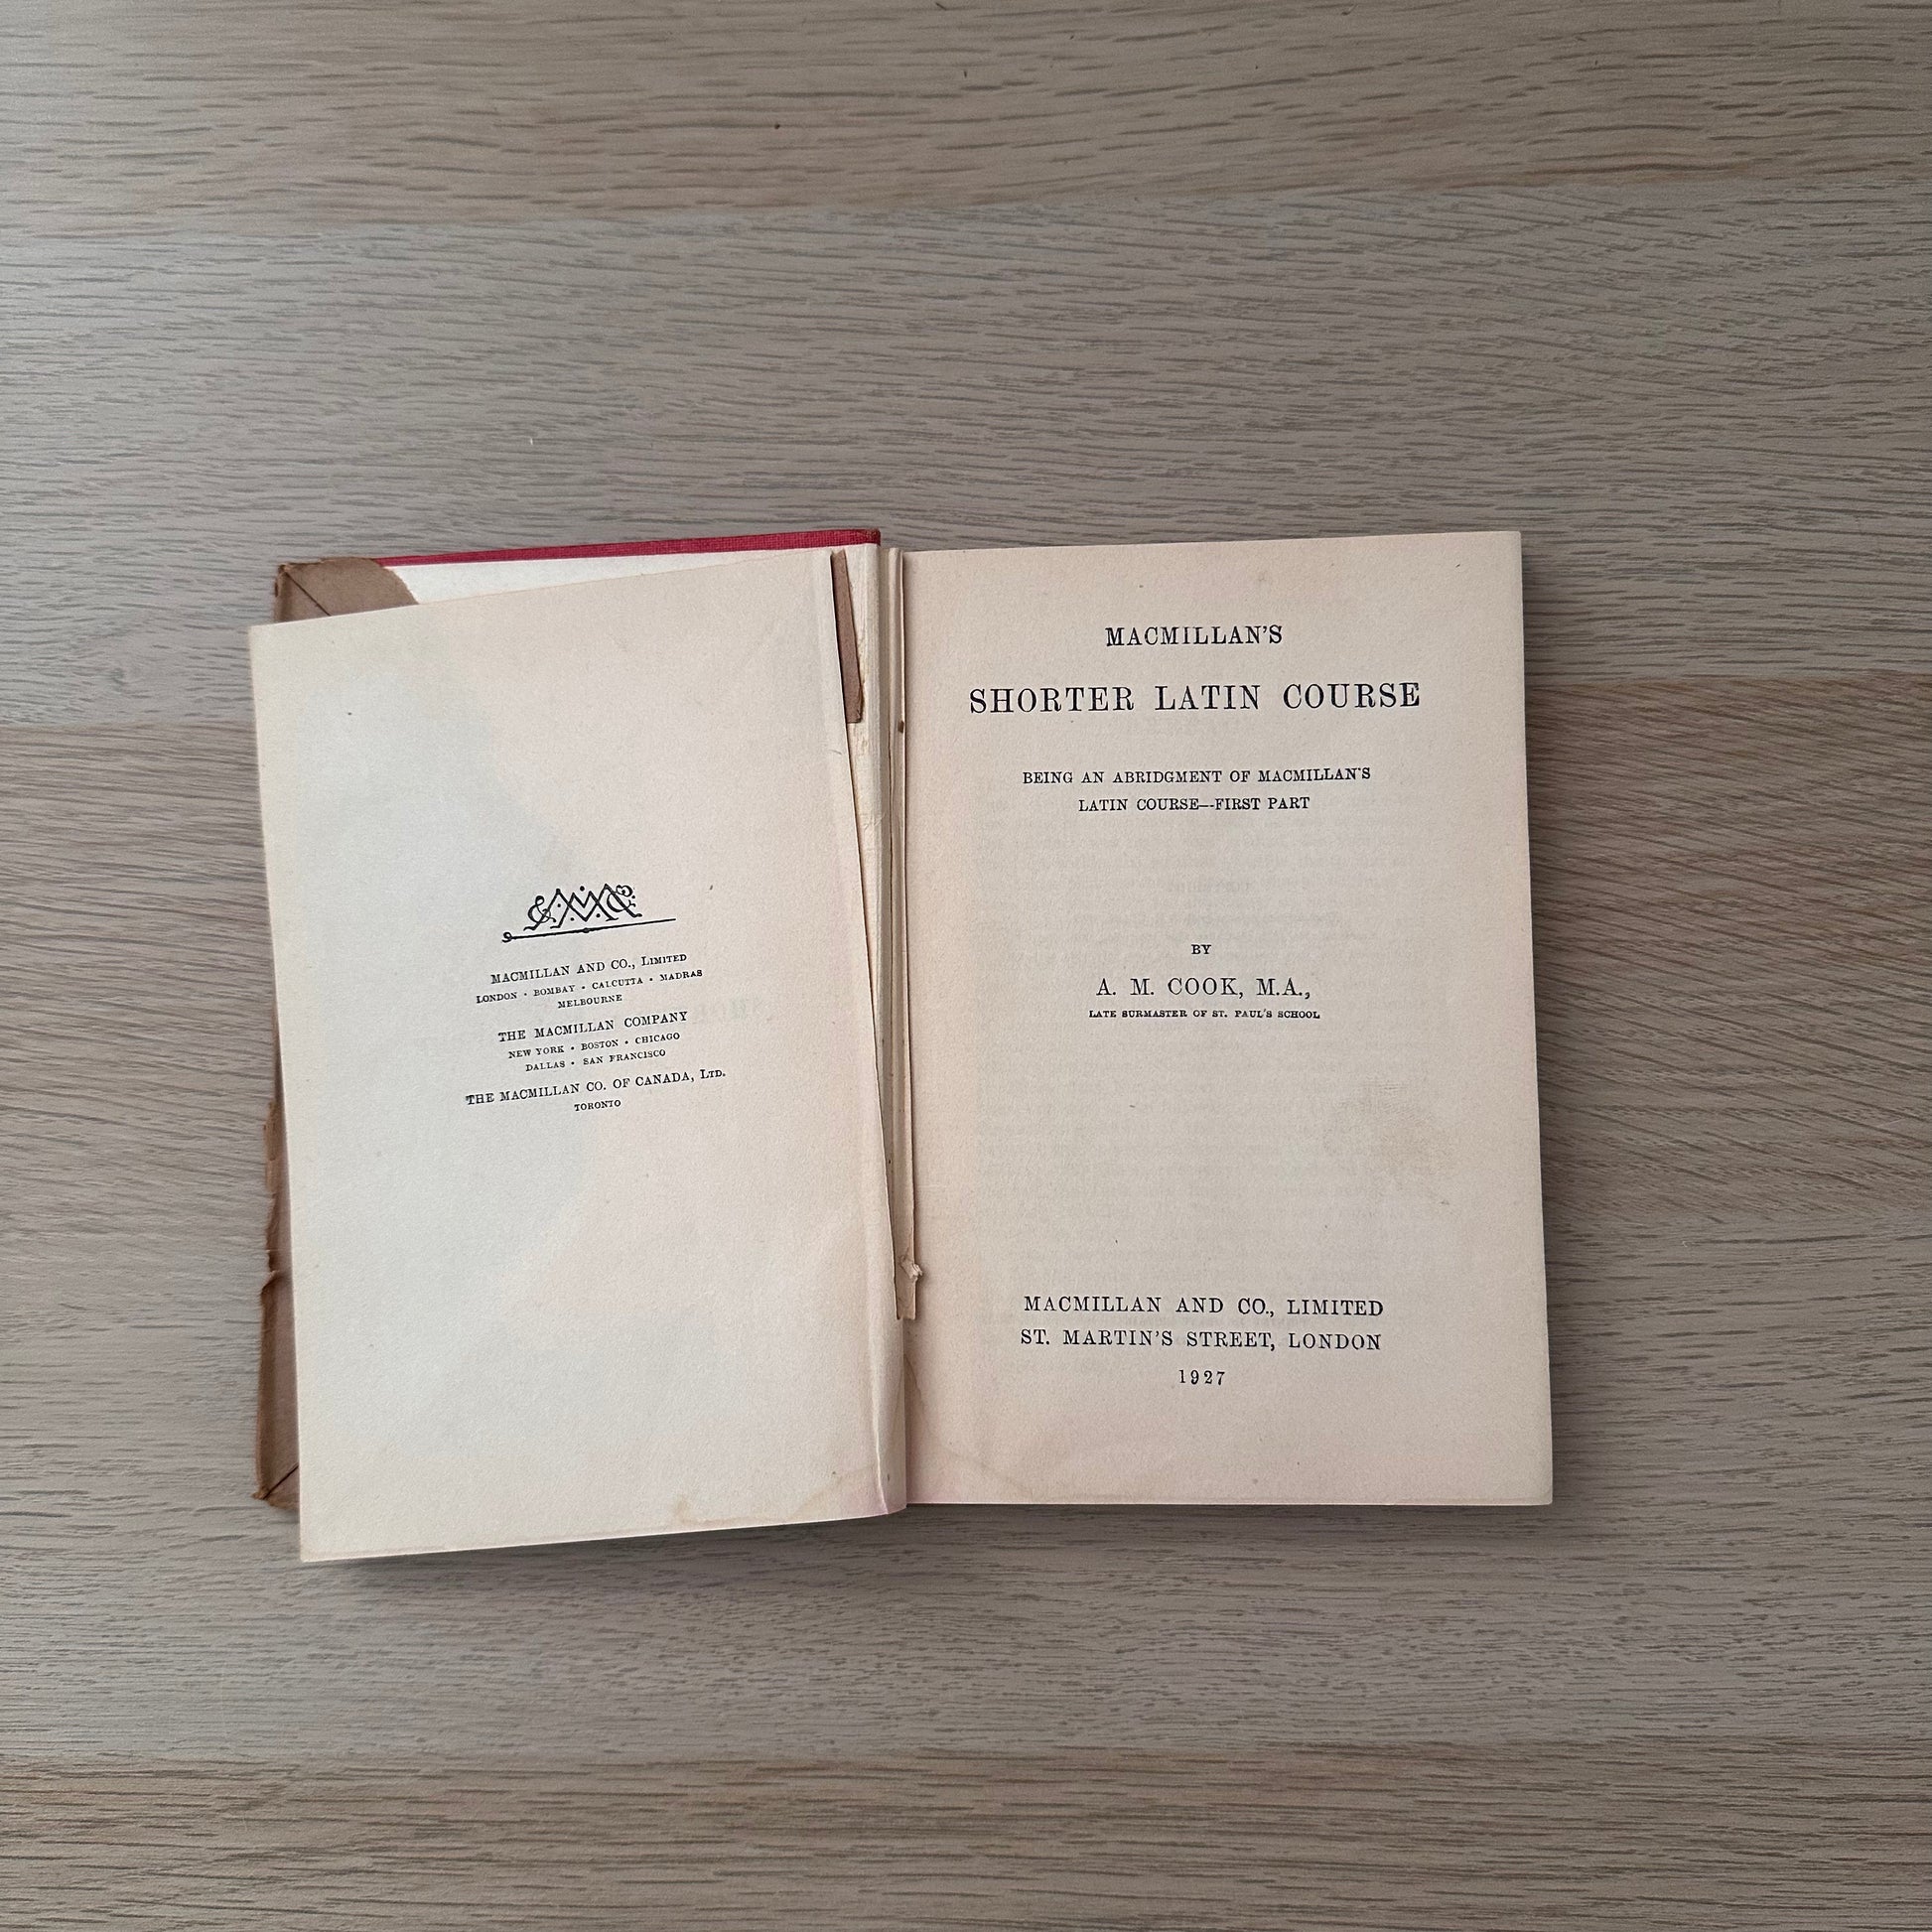 MACMILLAN AND CO., LIMITED
LONDON · BOMBAY · CALCUTTA · MADRAS
MELBOURNE
THE MACMILLAN COMPANY
NEW YORK · BOSTON · CHICAGO
DALLAS · SAN FRANCISCO
THE MACMILLAN CO. OF CANADA, LTD.
TORONTO
MACMILLAN'S
SHORTER LATIN COURSE
BEING AN ABRIDGMENT OF MACMILLAN'S
LATIN COURSE—FIRST PART
BY
A. M. COOK, M.A.,
LATE SURMASTER OF ST. PAUL'S SCHOOL
MACMILLAN AND CO., LIMITED
ST. MARTIN'S STREET, LONDON
1927